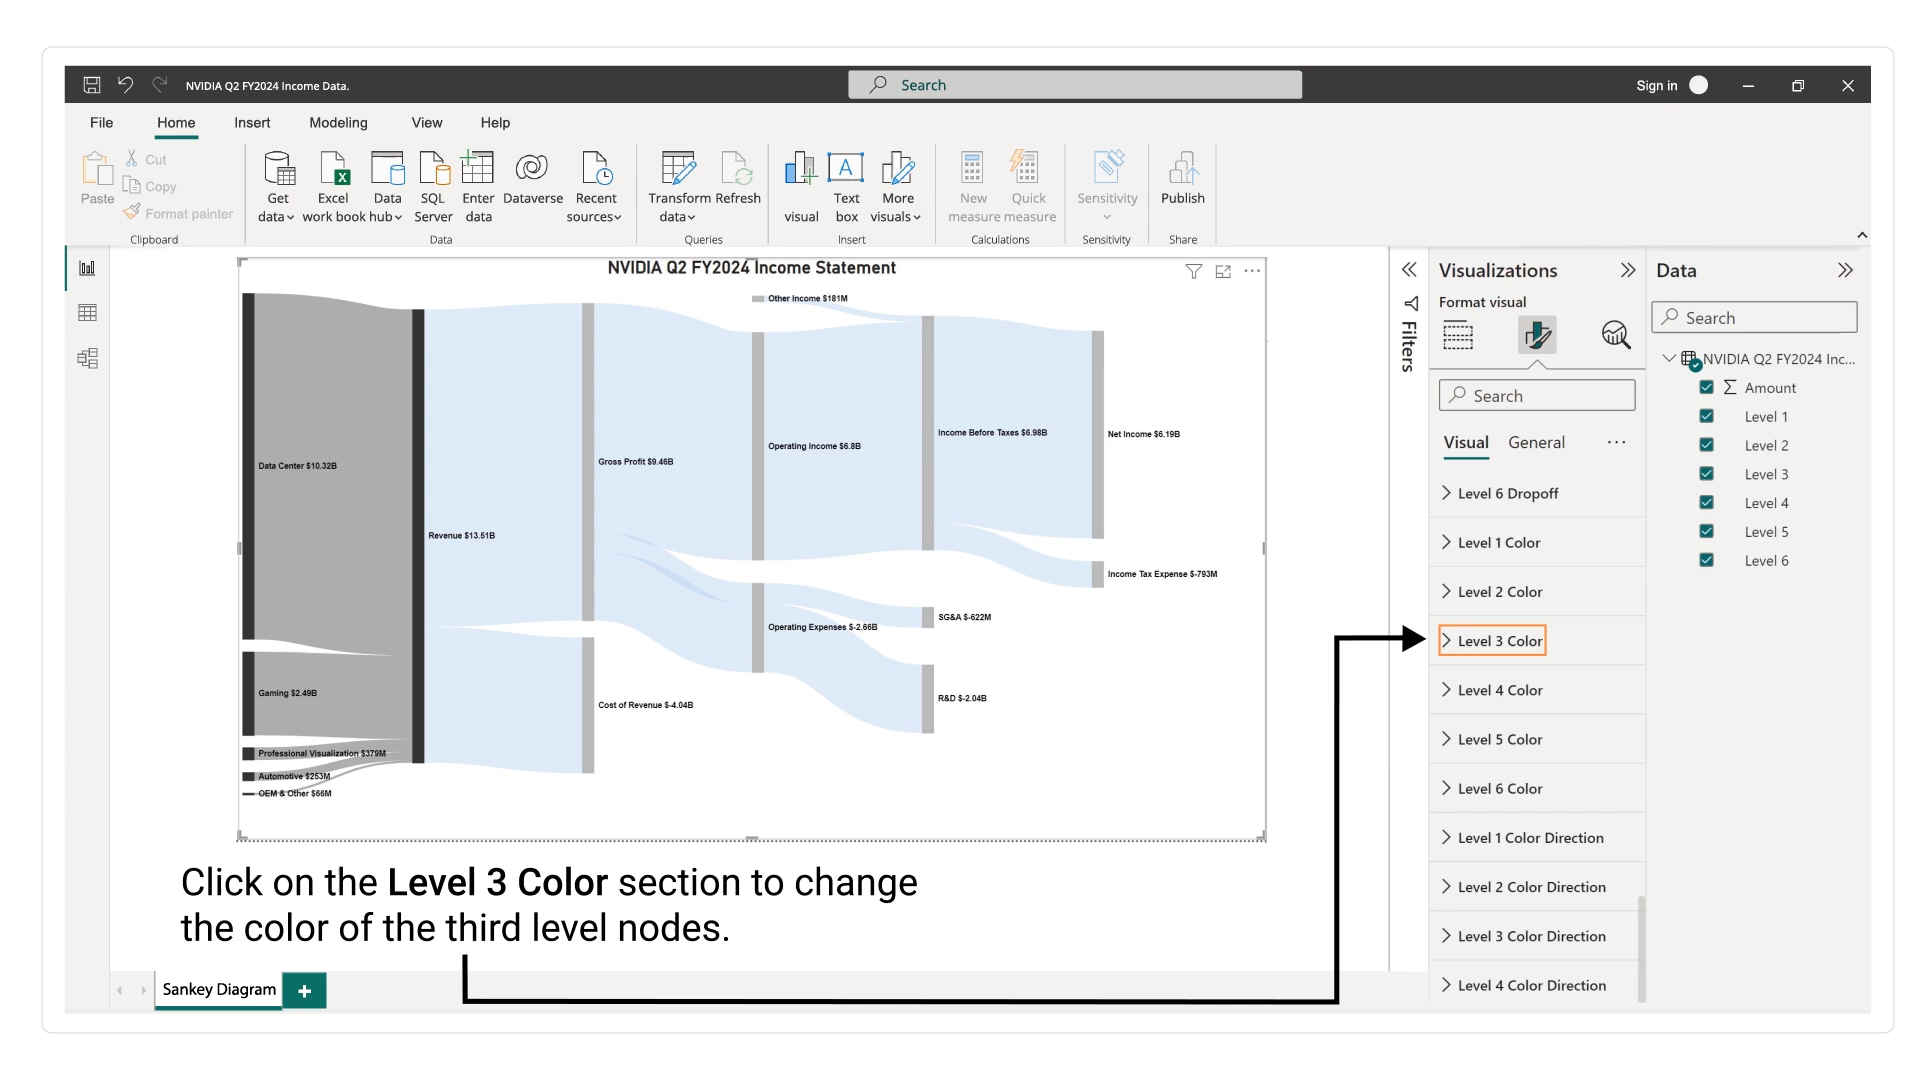 NVIDIA Q2 FY2024 Income Data.
Search
Sign in
File Home Insert Modeling View Help
Paste
Cut
Copy
Format painter
Clipboard
Get data
Excel work book
Data hub
SQL Server
Enter data
Dataverse
Recent sources
Data
Transform data
Refresh
Queries
visual
Text box
More visuals
Insert
New measure
Quick measure
Calculations
Sensitivity
Sensitivity
Publish
Share
NVIDIA Q2 FY2024 Income Statement
Other Income $181M
Income Before Taxes $6.98B
Net Income $6.19B
Operating Income $6.8B
Gross Profit $9.46B
Data Center $10.32B
Revenue $13.51B
Income Tax Expense $-793M
SG&A $-622M
Operating Expenses $-2.66B
Gaming $2.49B
R&D $-2.04B
Cost of Revenue $-4.04B
Professional Visualization $379M
Automotive $253M
OEM & Other $66M
Click on the Level 3 Color section to change
the color of the third level nodes.
Sankey Diagram
Filters
Visualizations
Format visual
Search
Visual General
Level 6 Dropoff
Level 1 Color
Level 2 Color
Level 3 Color
Level 4 Color
Level 5 Color
Level 6 Color
Level 1 Color Direction
Level 2 Color Direction
Level 3 Color Direction
Level 4 Color Direction
Data
Search
NVIDIA Q2 FY2024 Inc...
Amount
Level 1
Level 2
Level 3
Level 4
Level 5
Level 6